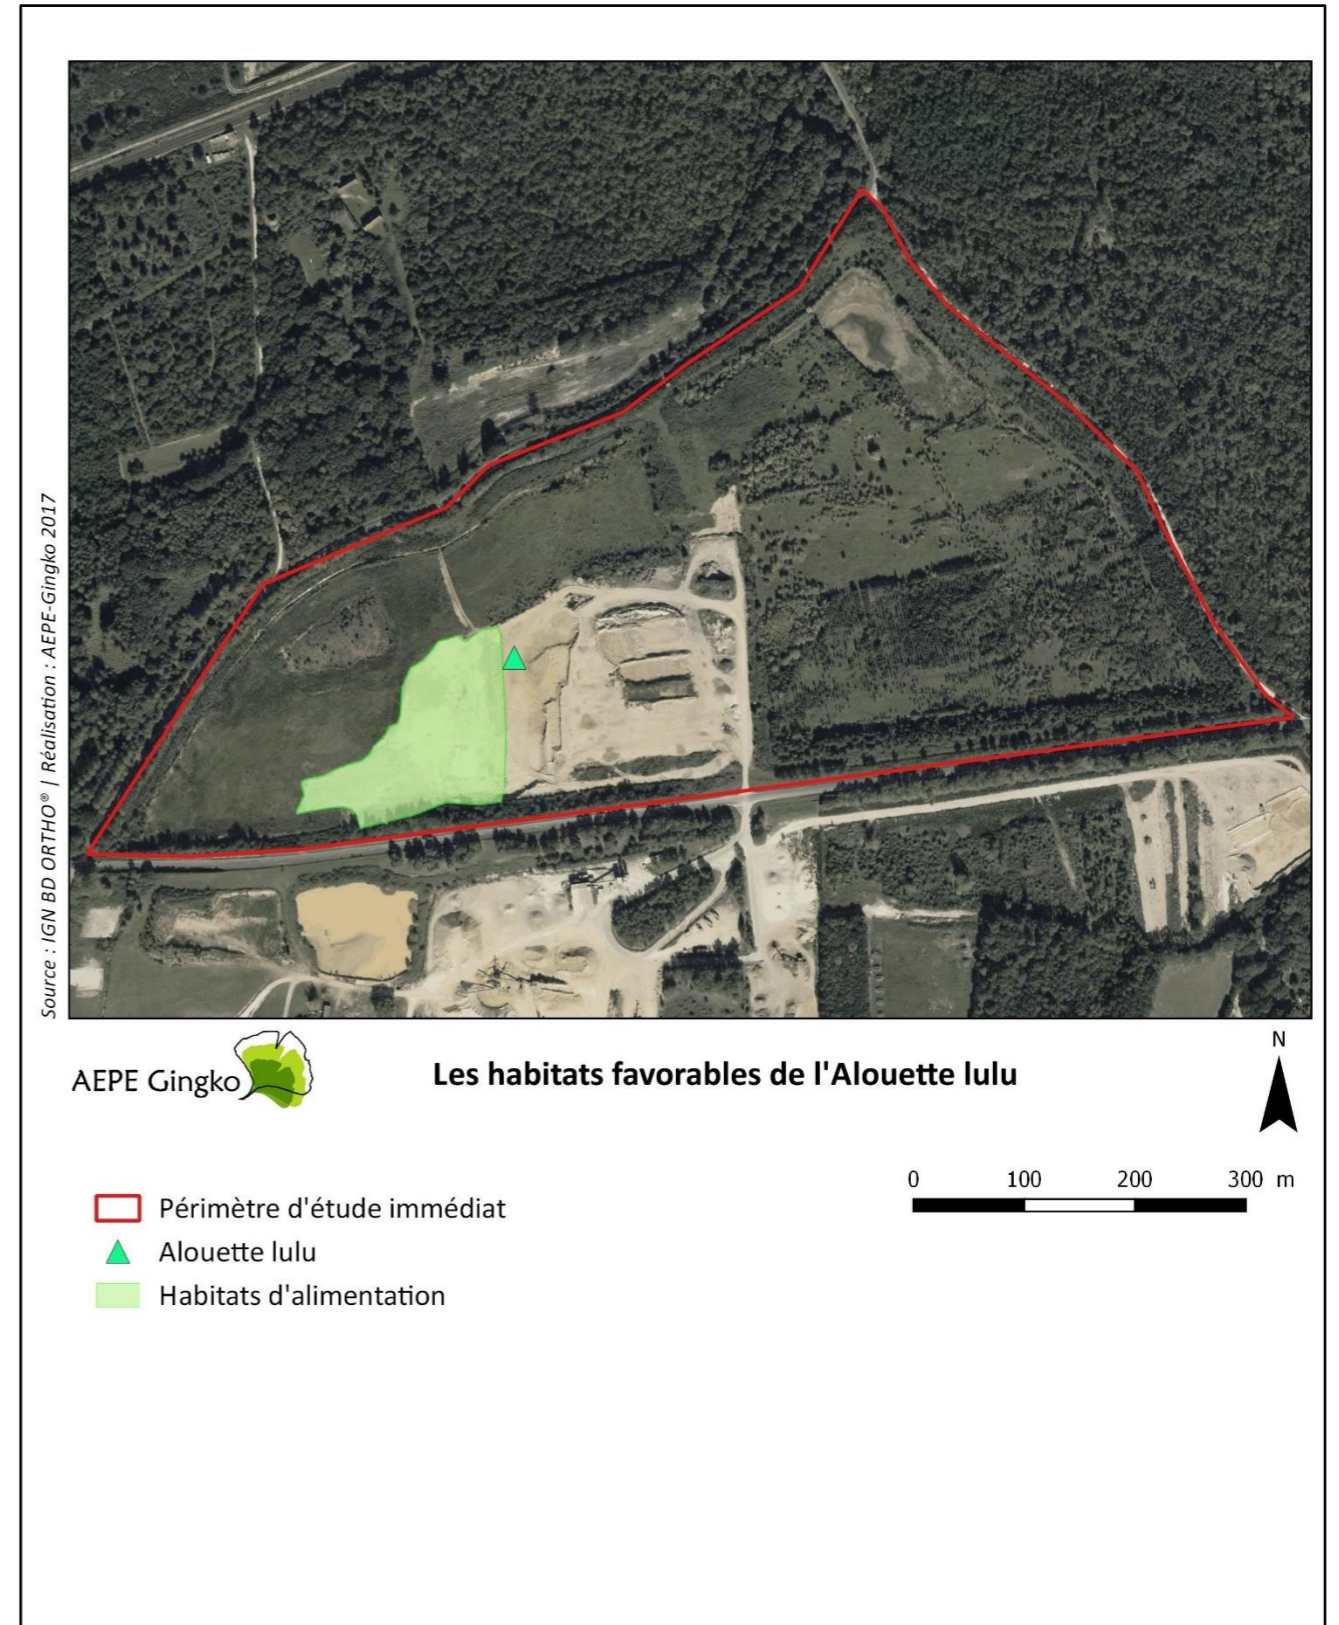 Source : IGN BD ORTHO® | Réalisation : AEPE-Gingko 2017
AEPE Gingko
Les habitats favorables de l'Alouette lulu
N
0 100 200 300 m
Périmètre d'étude immédiat
Alouette lulu
Habitats d'alimentation